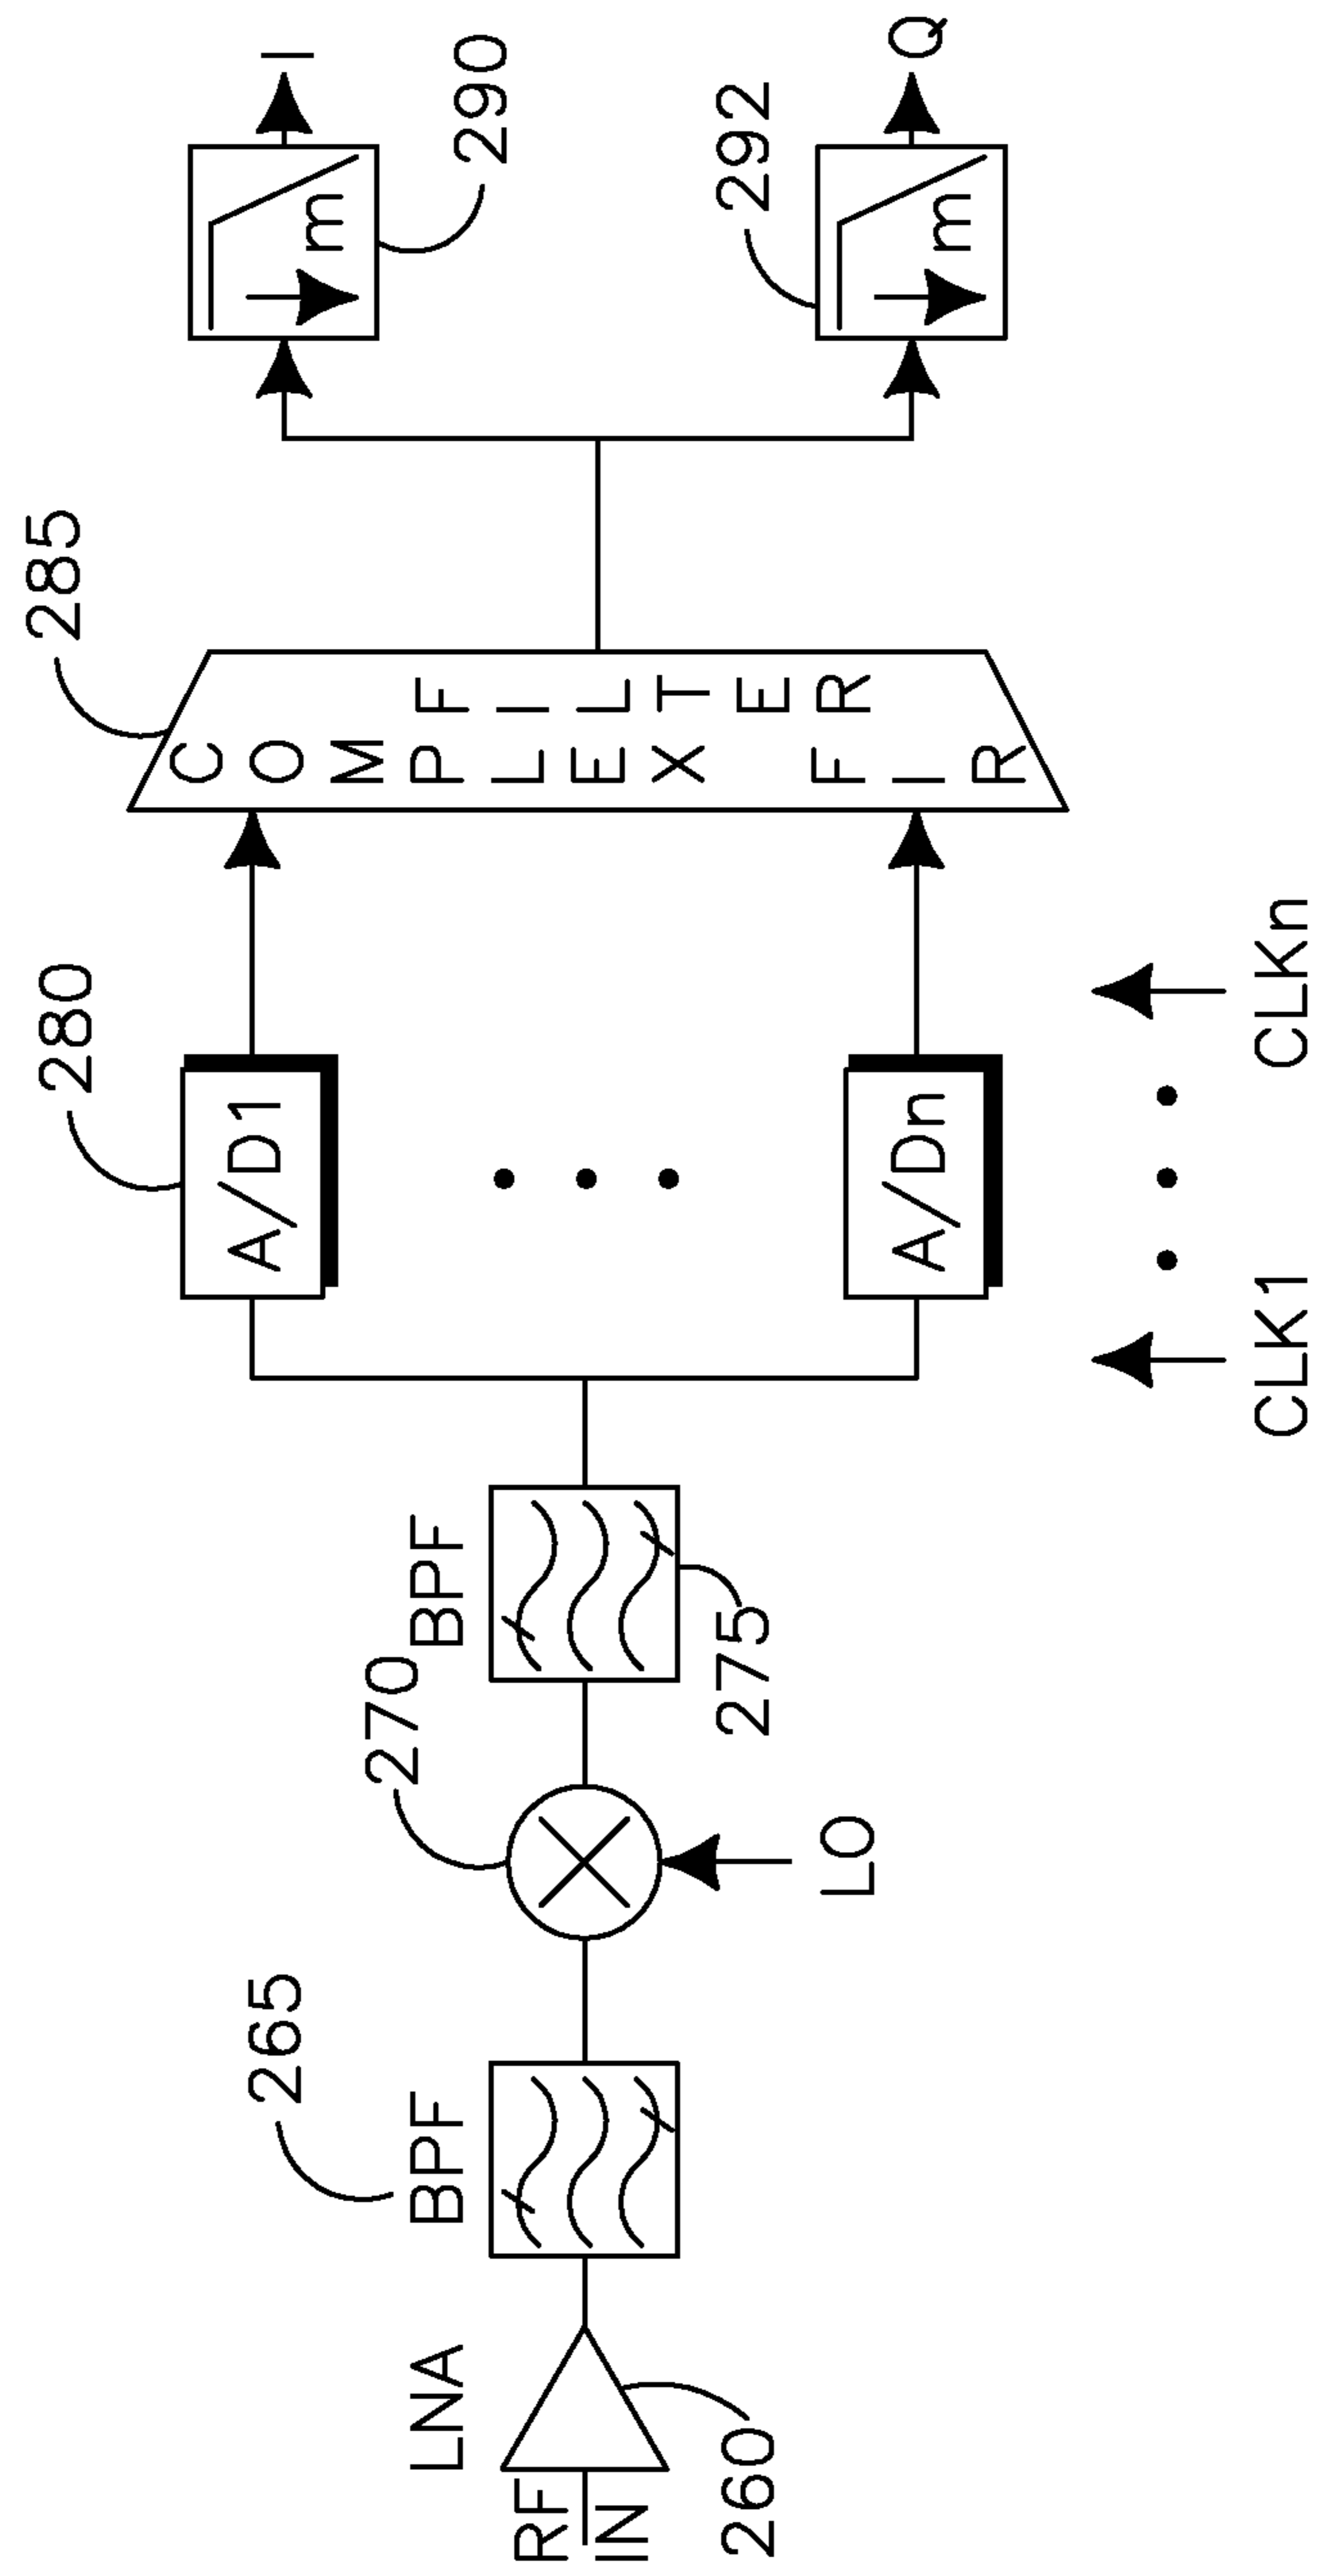 RF
IN
LNA
260
BPF
265
270
LO
BPF
275
A/D1
280
A/Dn
CLK1
CLKn
COMPLEX FIR
FILTER
285
m
290
I
m
292
Q